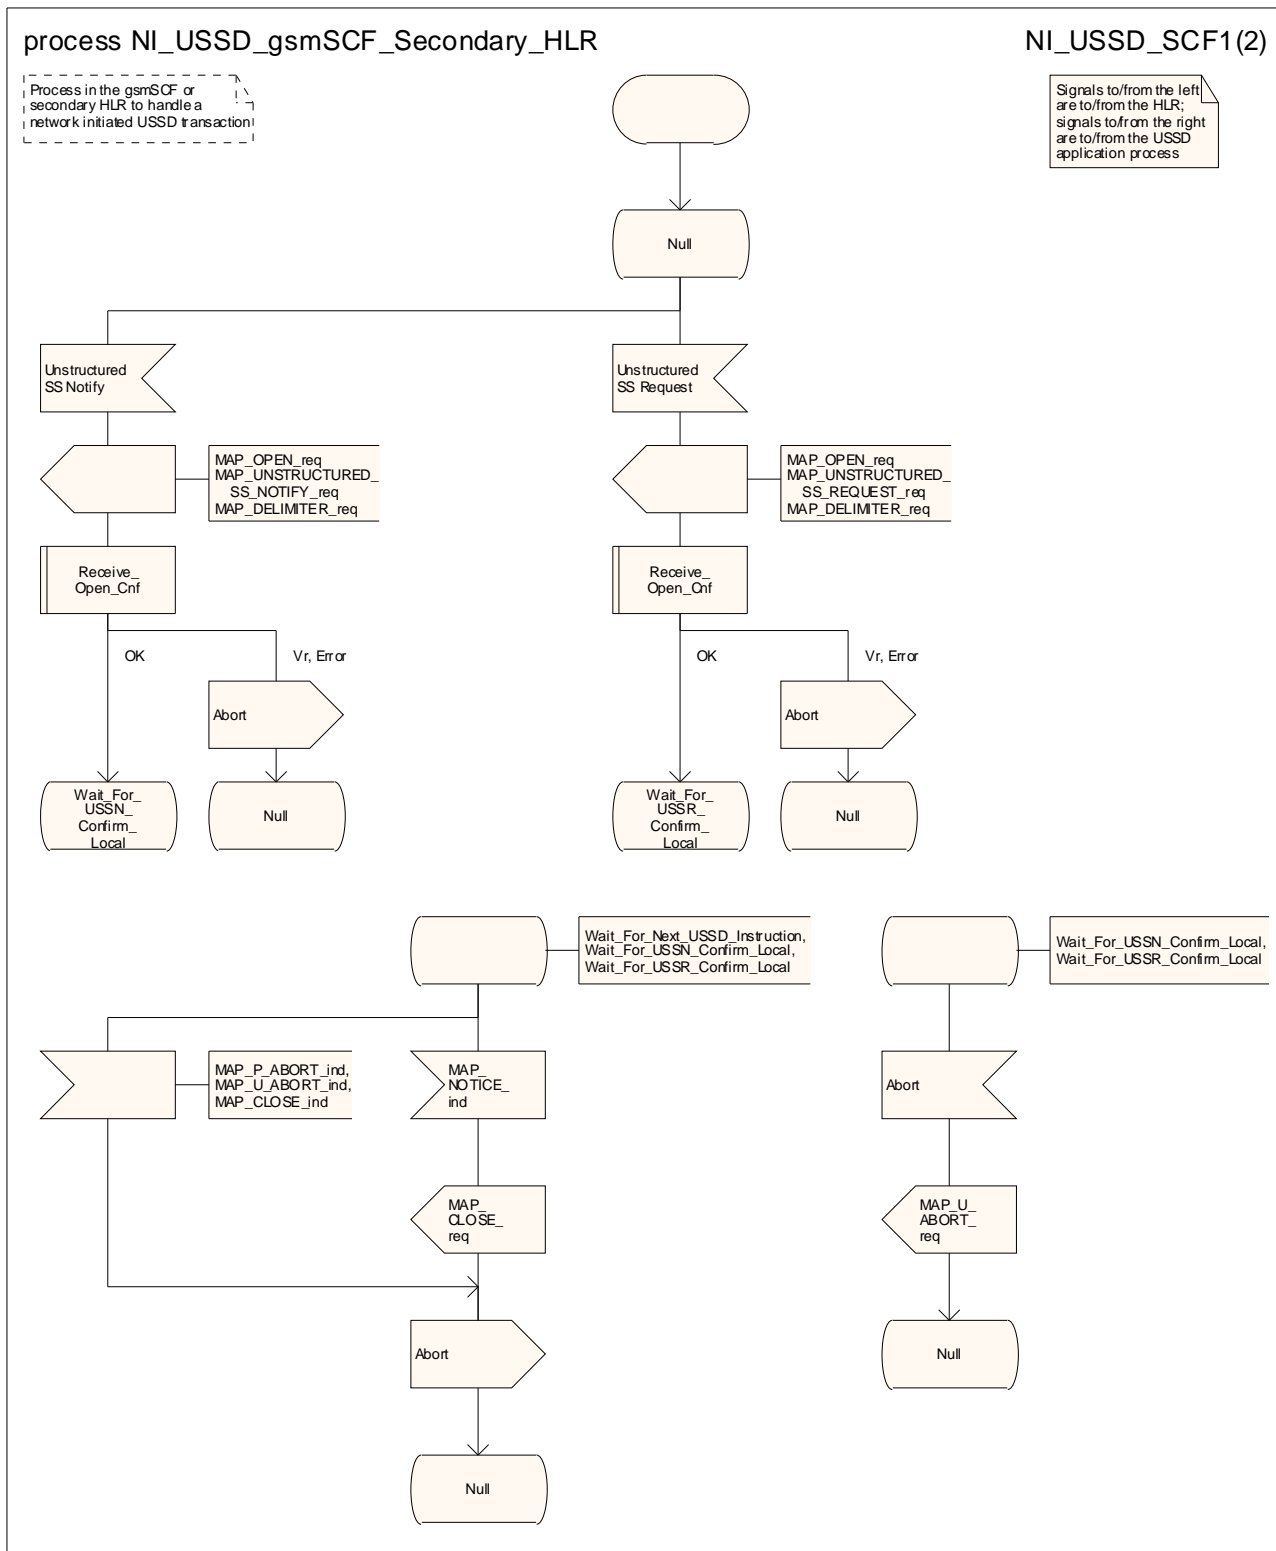 process NI_USSD_gsmSCF_Secondary_HLR
NI_USSD_SCF1(2)
Process in the gsmSCF or
secondary HLR to handle a
network initiated USSD transaction
Signals to/from the left
are to/from the HLR;
signals to/from the right
are to/from the USSD
application process
Null
Unstructured
SS Notify
Unstructured
SS Request
MAP_OPEN_req
MAP_UNSTRUCTURED_
SS_NOTIFY_req
MAP_DELIMITER_req
MAP_OPEN_req
MAP_UNSTRUCTURED_
SS_REQUEST_req
MAP_DELIMITER_req
Receive_
Open_Cnf
Receive_
Open_Cnf
OK
Vr, Error
OK
Vr, Error
Abort
Abort
Wait_For_
USSN_
Confirm_
Local
Null
Wait_For_
USSR_
Confirm_
Local
Null
Wait_For_Next_USSD_Instruction,
Wait_For_USSN_Confirm_Local,
Wait_For_USSR_Confirm_Local
Wait_For_USSN_Confirm_Local,
Wait_For_USSR_Confirm_Local
MAP_P_ABORT_ind,
MAP_U_ABORT_ind,
MAP_CLOSE_ind
MAP_
NOTICE_
ind
Abort
MAP_
CLOSE_
req
MAP_U_
ABORT_
req
Abort
Null
Null